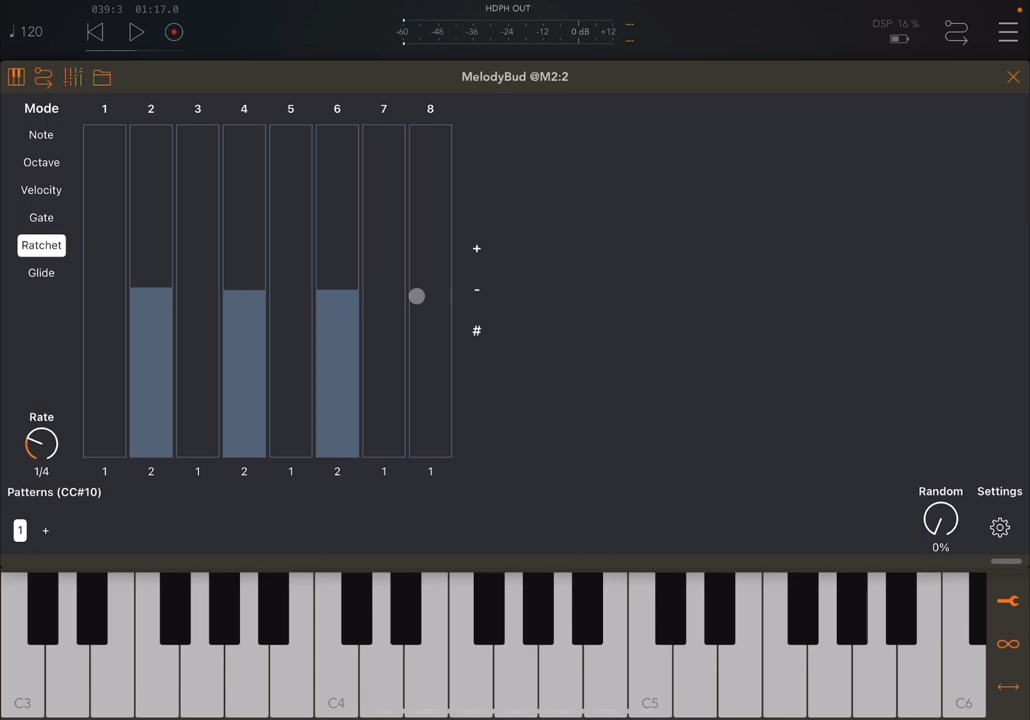 039:3 01:17.0
♩ 120
HDPH OUT
-60 -48 -36 -24 -12 0 dB +12
DSP: 16 %
MelodyBud @M2:2
Mode 1 2 3 4 5 6 7 8
Note
Octave
Velocity
Gate
Ratchet
Glide
+
-
#
Rate
1/4 1 2 1 2 1 2 1 1
Patterns (CC#10)
1 +
Random Settings
0%
C3 C4 C5 C6